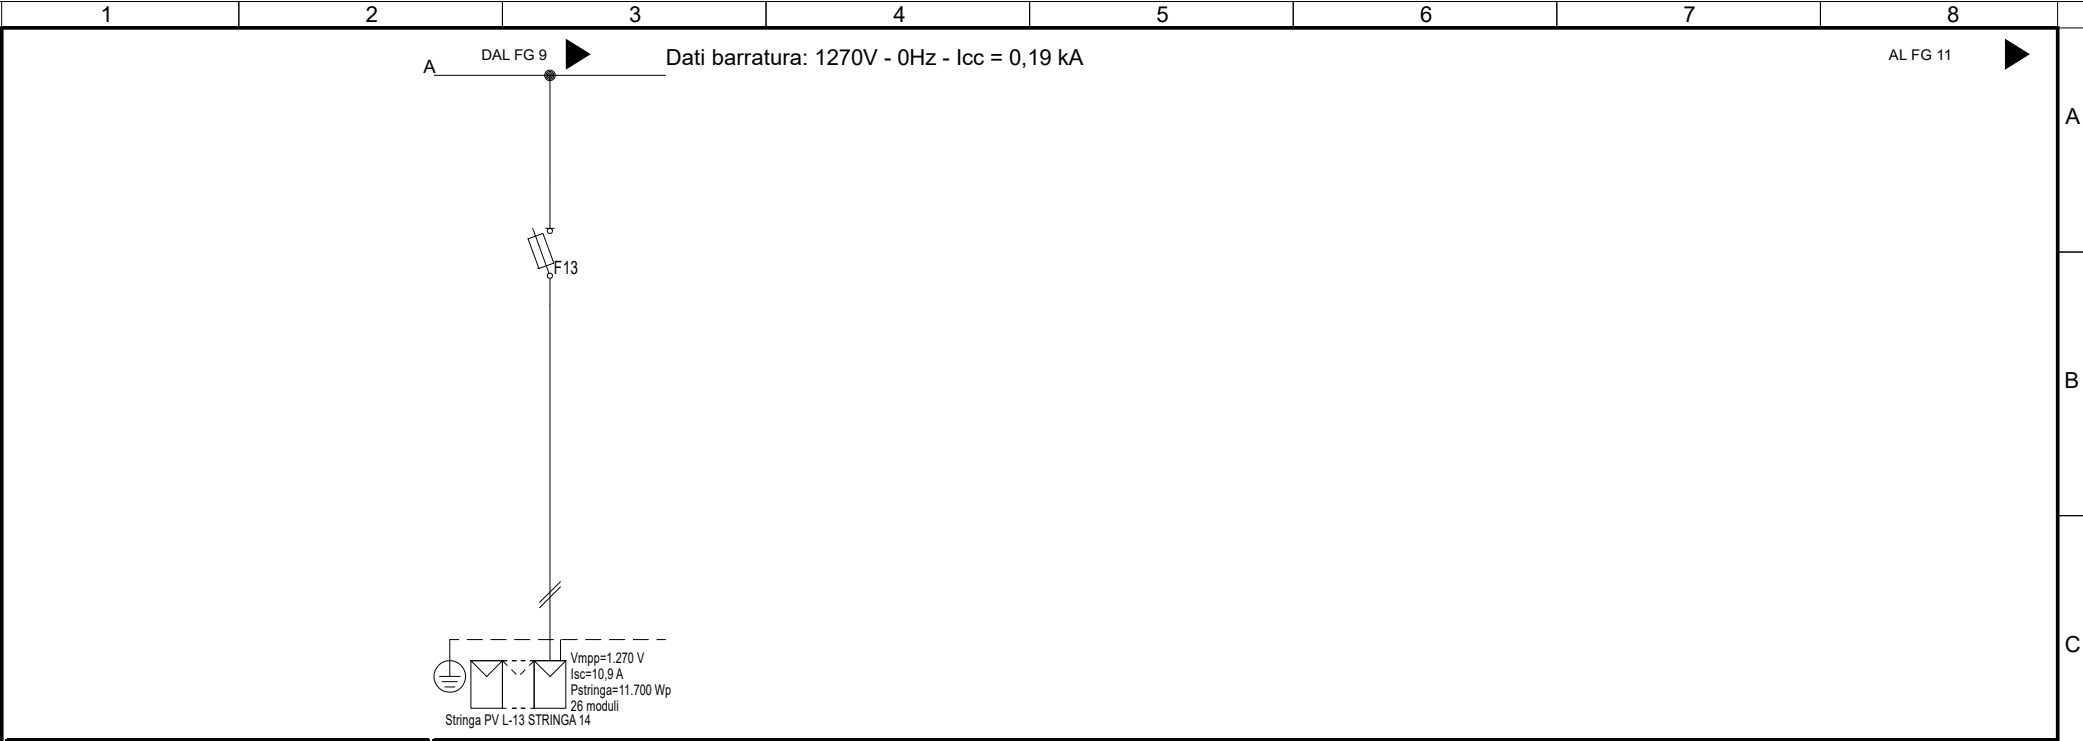 1 2 3 4 5 6 7 8
DAL FG 9 Dati barratura: 1270V - 0Hz - Icc = 0,19 kA AL FG 11
A
A
F13
B
C
Vmpp=1.270 V
Isc=10,9 A
Pstringa=11.700 Wp
26 moduli
Stringa PV L-13 STRINGA 14